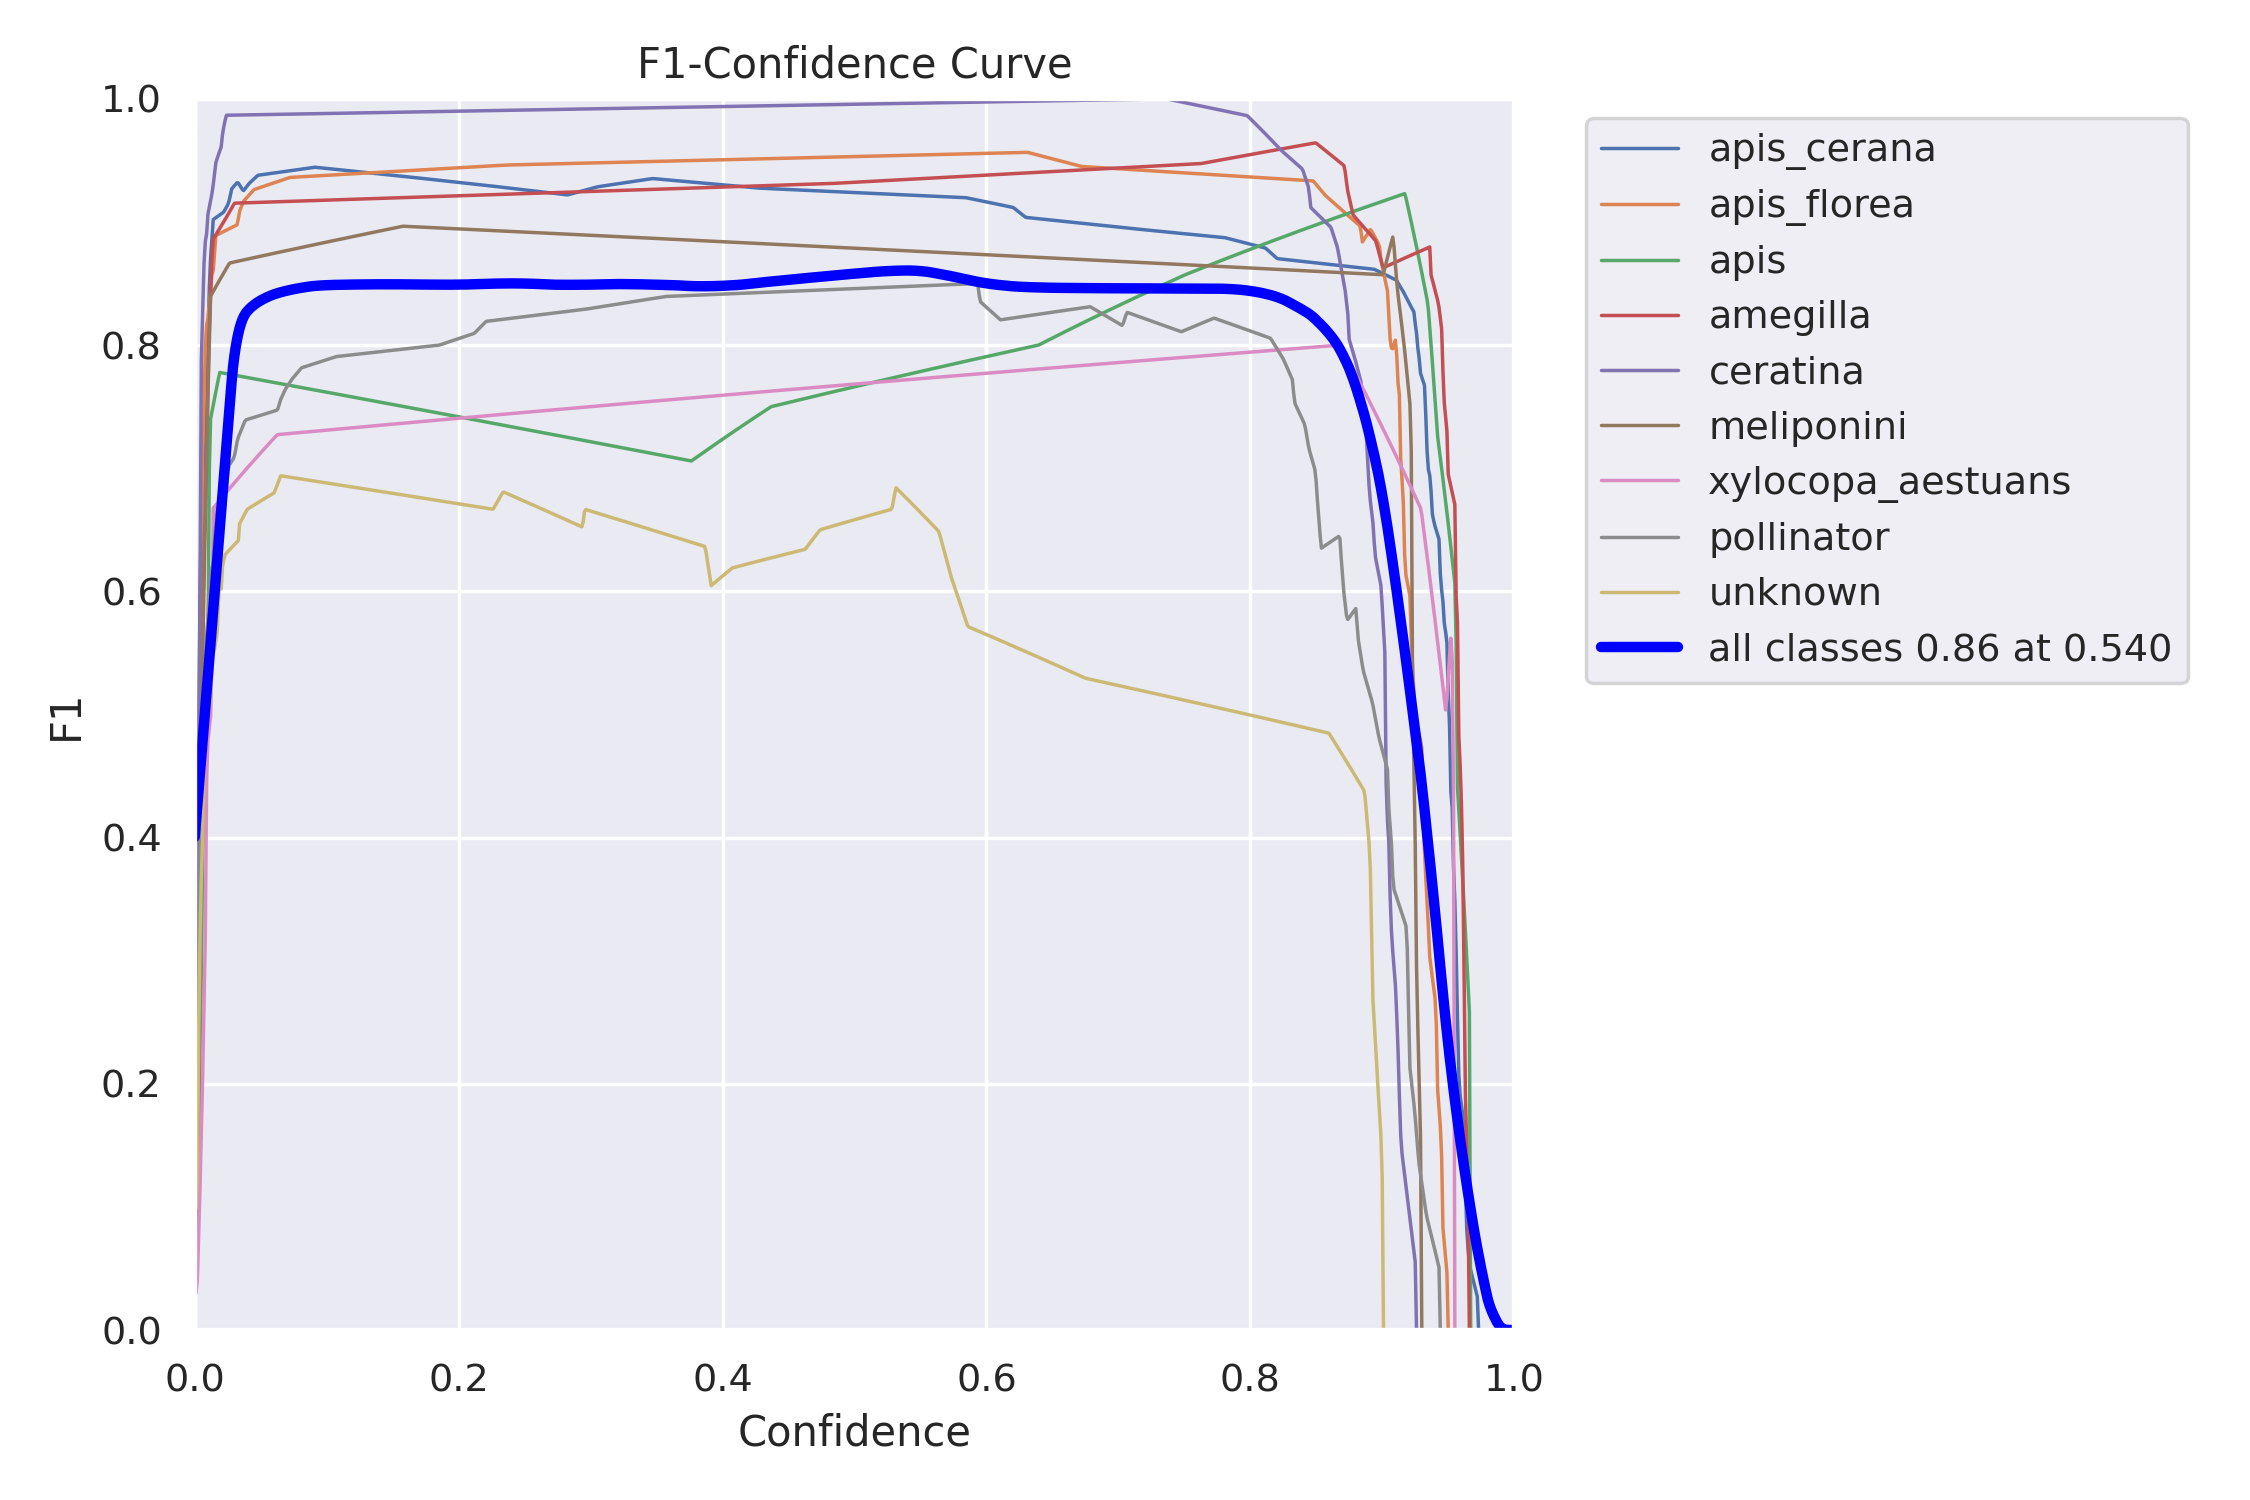 F1-Confidence Curve
1.0
0.8
0.6
0.4
0.2
0.0
F1
0.0 0.2 0.4 0.6 0.8 1.0
Confidence
apis_cerana
apis_florea
apis
amegilla
ceratina
meliponini
xylocopa_aestuans
pollinator
unknown
all classes 0.86 at 0.540